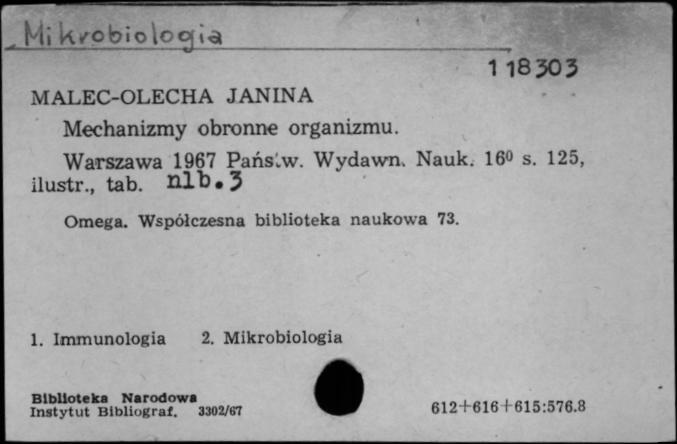 Mikrobiologia
118303
MALEC-OLECHA JANINA
Mechanizmy obronne organizmu.
Warszawa 1967 Państw. Wydawn. Nauk. 16⁰ s. 125,
ilustr., tab. nlb. 3
Omega. Współczesna biblioteka naukowa 73.
1. Immunologia 2. Mikrobiologia
Biblioteka Narodowa
Instytut Bibliograf. 3302/67
612+616+615:576.8